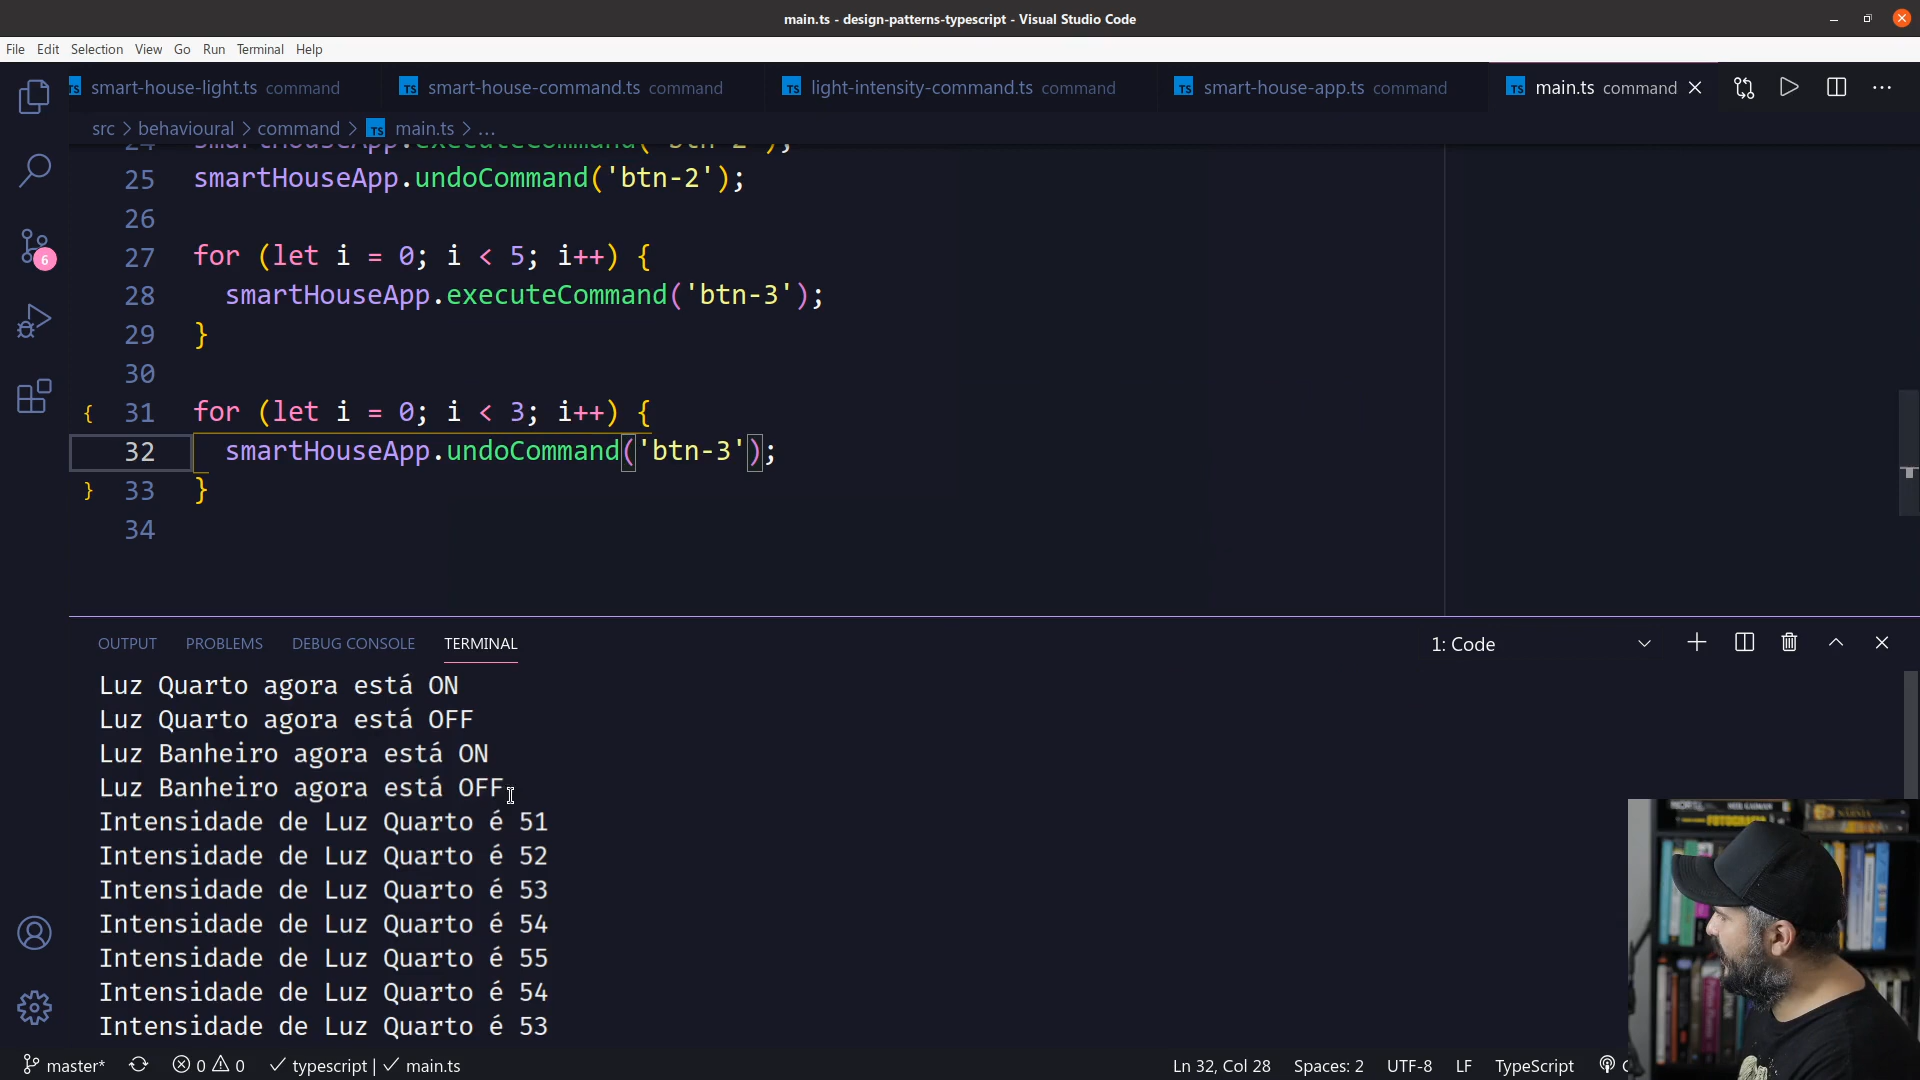 main.ts - design-patterns-typescript - Visual Studio Code
File Edit Selection View Go Run Terminal Help
TS smart-house-light.ts command
TS smart-house-command.ts command
TS light-intensity-command.ts command
TS smart-house-app.ts command
TS main.ts command
src > behavioural > command > TS main.ts > ...
24 smartHouseApp.executeCommand('btn-2');
25 smartHouseApp.undoCommand('btn-2');
26
27 for (let i = 0; i < 5; i++) {
28 smartHouseApp.executeCommand('btn-3');
29 }
30
{ 31 for (let i = 0; i < 3; i++) {
32 smartHouseApp.undoCommand('btn-3');
} 33 }
34
6
OUTPUT PROBLEMS DEBUG CONSOLE TERMINAL
1: Code
Luz Quarto agora está ON
Luz Quarto agora está OFF
Luz Banheiro agora está ON
Luz Banheiro agora está OFF
Intensidade de Luz Quarto é 51
Intensidade de Luz Quarto é 52
Intensidade de Luz Quarto é 53
Intensidade de Luz Quarto é 54
Intensidade de Luz Quarto é 55
Intensidade de Luz Quarto é 54
Intensidade de Luz Quarto é 53
FOTOGRAFIA
master* 0 0 typescript | main.ts
Ln 32, Col 28 Spaces: 2 UTF-8 LF TypeScript